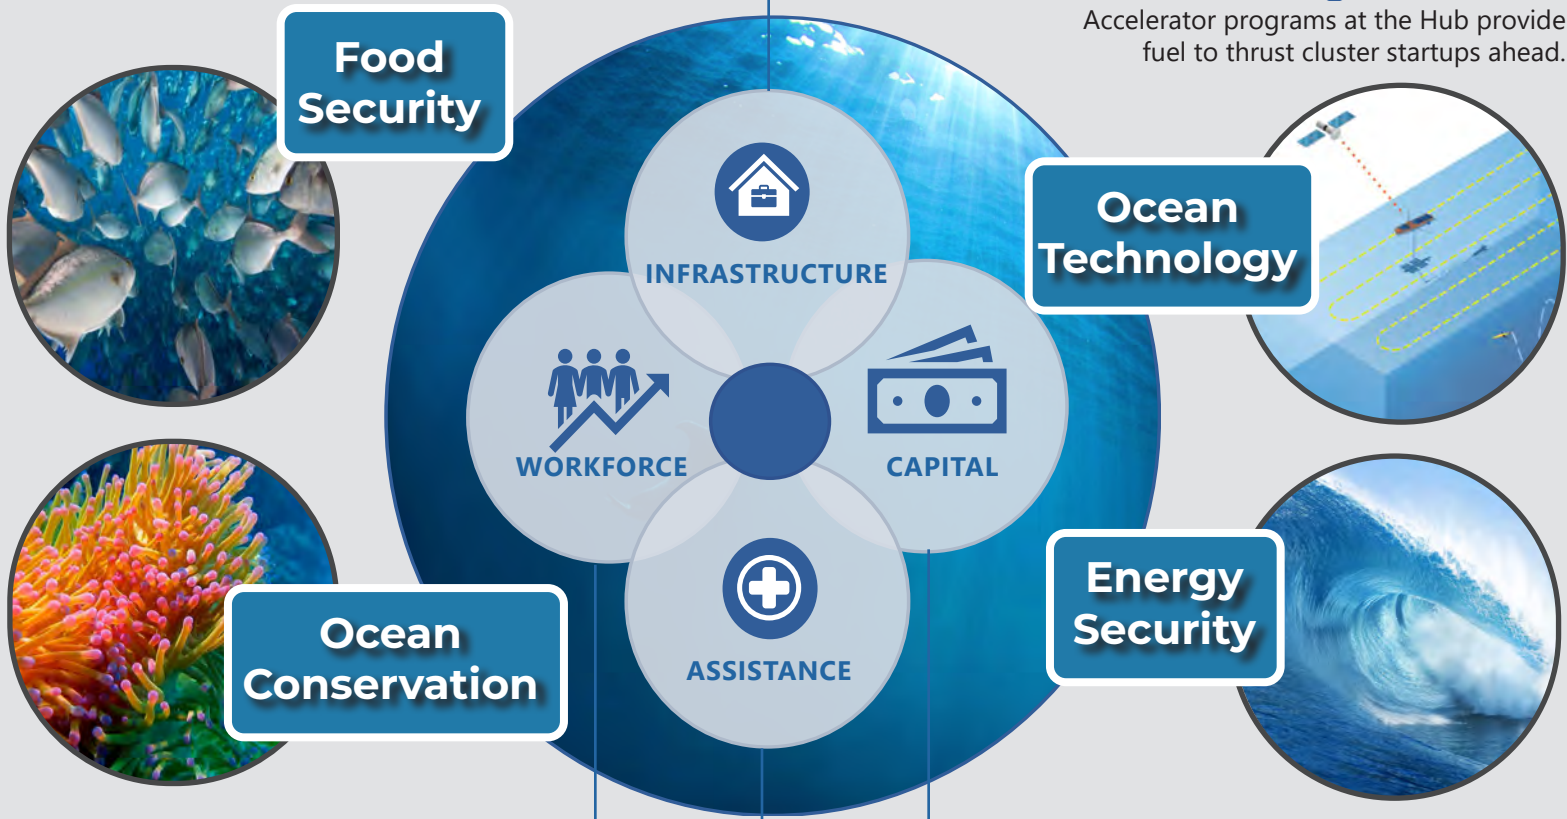 Accelerator programs at the Hub provide
fuel to thrust cluster startups ahead.
Food
Security
Ocean
Technology
INFRASTRUCTURE
WORKFORCE
CAPITAL
ASSISTANCE
Ocean
Conservation
Energy
Security